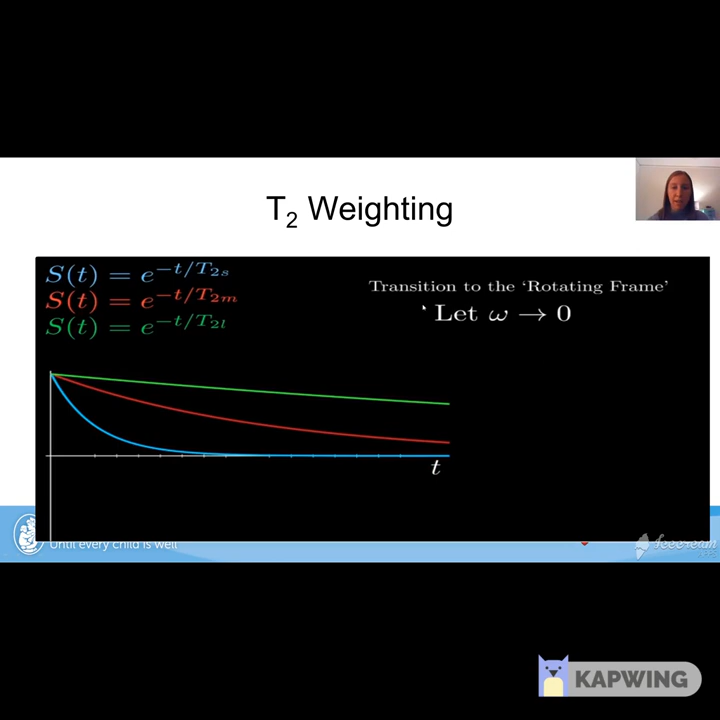 T₂ Weighting
S(t) = e^{-t/T_{2s}}
S(t) = e^{-t/T_{2m}}
S(t) = e^{-t/T_{2l}}
Transition to the ‘Rotating Frame’
Let ω → 0
t
Until every child is well
Icecream
KAPWING